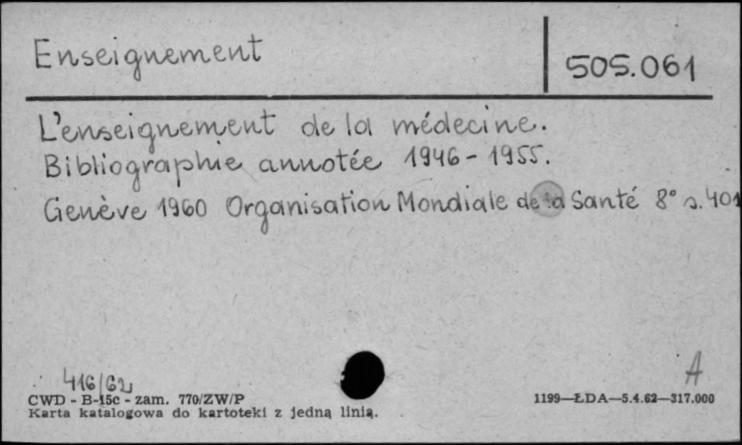 Enseignement
505.061
L'enseignement de la médecine.
Bibliographie annotée 1946-1955.
Genève 1960 Organisation Mondiale de la Santé 8° s. 401
416/62
A
CWD - B-15c - zam. 770/ZW/P
1199—ŁDA—5.4.62—317.000
Karta katalogowa do kartoteki z jedną linią.